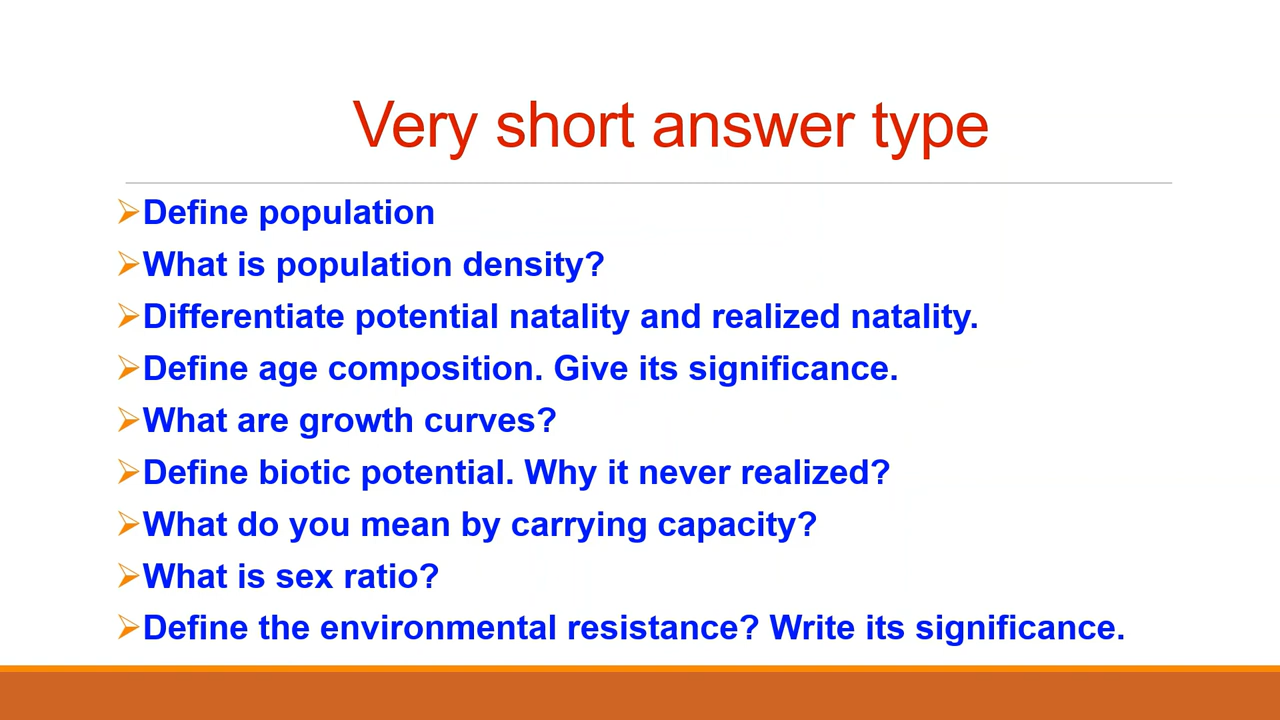 Very short answer type
Define population
What is population density?
Differentiate potential natality and realized natality.
Define age composition. Give its significance.
What are growth curves?
Define biotic potential. Why it never realized?
What do you mean by carrying capacity?
What is sex ratio?
Define the environmental resistance? Write its significance.